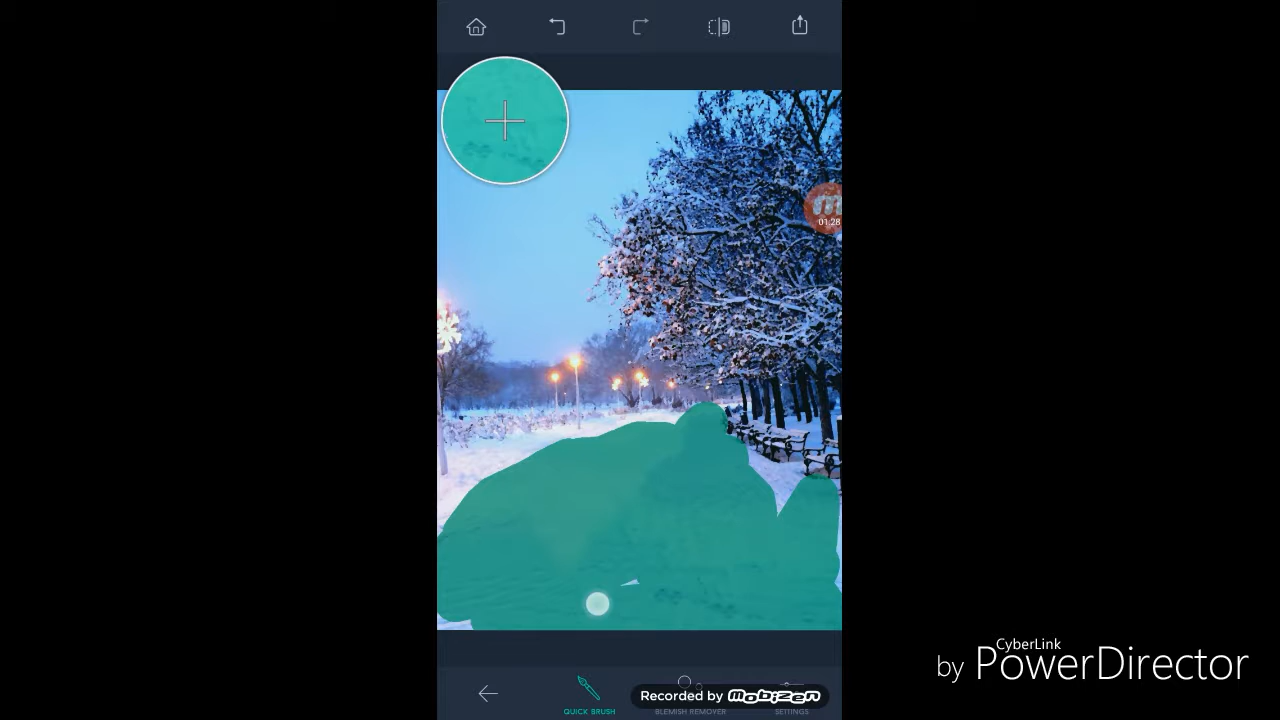 m
01:28
CyberLink
by PowerDirector
Recorded by mobizen
QUICK BRUSH
BLEMISH REMOVER
SETTINGS